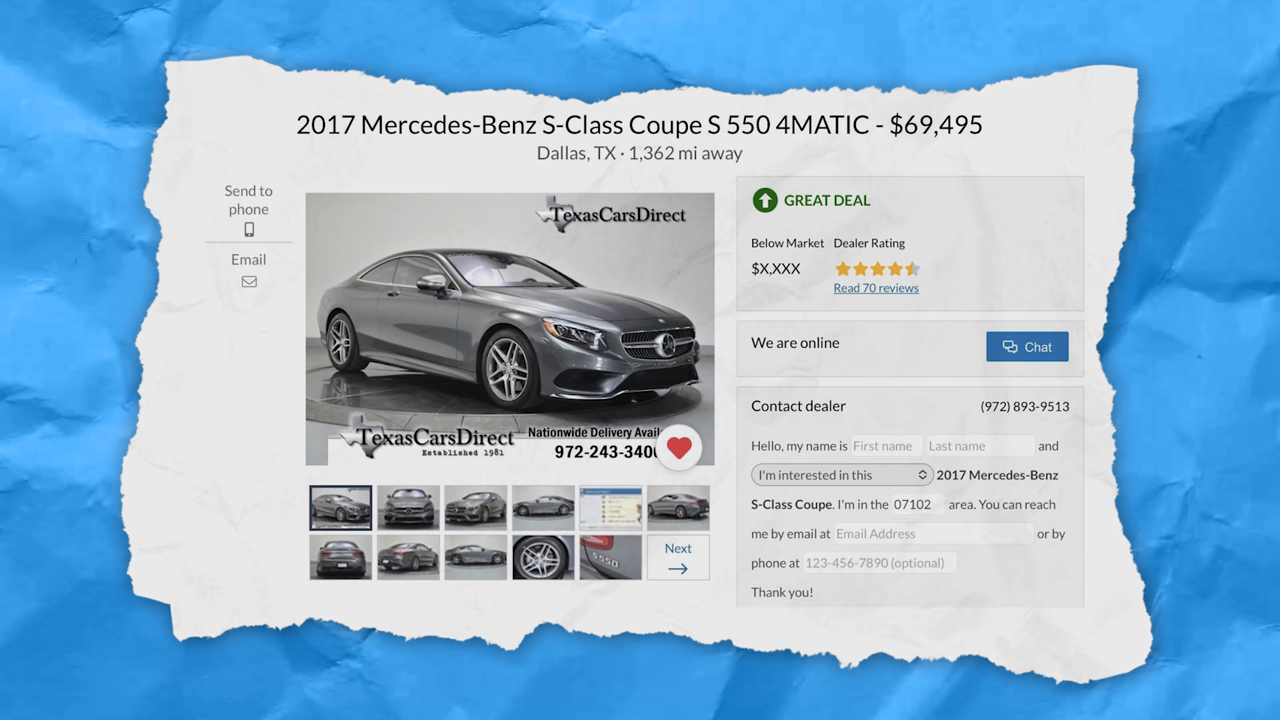 2017 Mercedes-Benz S-Class Coupe S 550 4MATIC - $69,495
Dallas, TX · 1,362 mi away
Send to
phone
Email
TexasCarsDirect
TexasCarsDirect
Established 1981
Nationwide Delivery Avail
972-243-340
S550
Next
GREAT DEAL
Below Market Dealer Rating
$X,XXX
Read 70 reviews
We are online
Chat
Contact dealer (972) 893-9513
Hello, my name is First name Last name and
I'm interested in this 2017 Mercedes-Benz
S-Class Coupe. I'm in the 07102 area. You can reach
me by email at Email Address or by
phone at 123-456-7890 (optional)
Thank you!